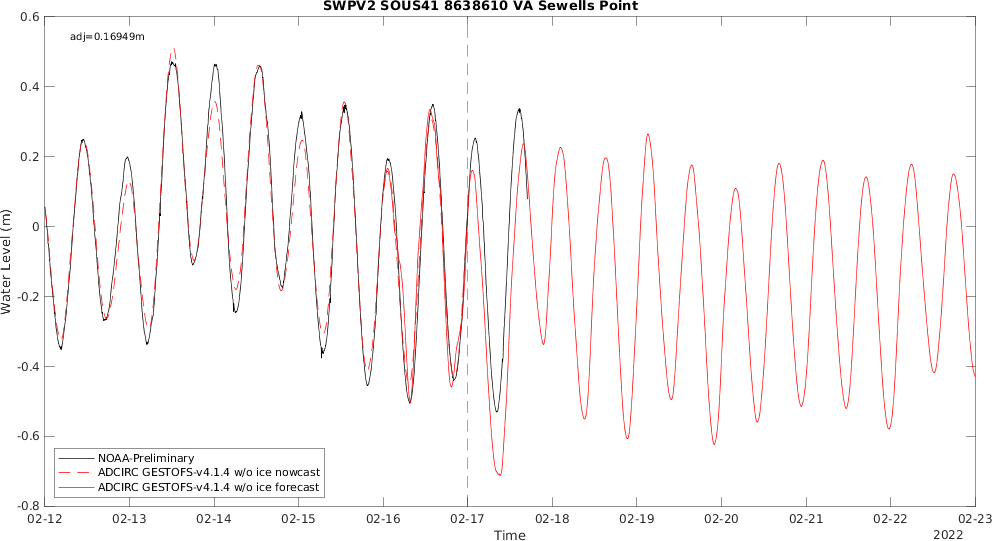 SWPV2 SOUS41 8638610 VA Sewells Point
adj=0.16949m
0.6
0.4
0.2
0
-0.2
-0.4
-0.6
-0.8
Water Level (m)
NOAA-Preliminary
ADCIRC GESTOFS-v4.1.4 w/o ice nowcast
ADCIRC GESTOFS-v4.1.4 w/o ice forecast
02-12 02-13 02-14 02-15 02-16 02-17 02-18 02-19 02-20 02-21 02-22 02-23
Time
2022